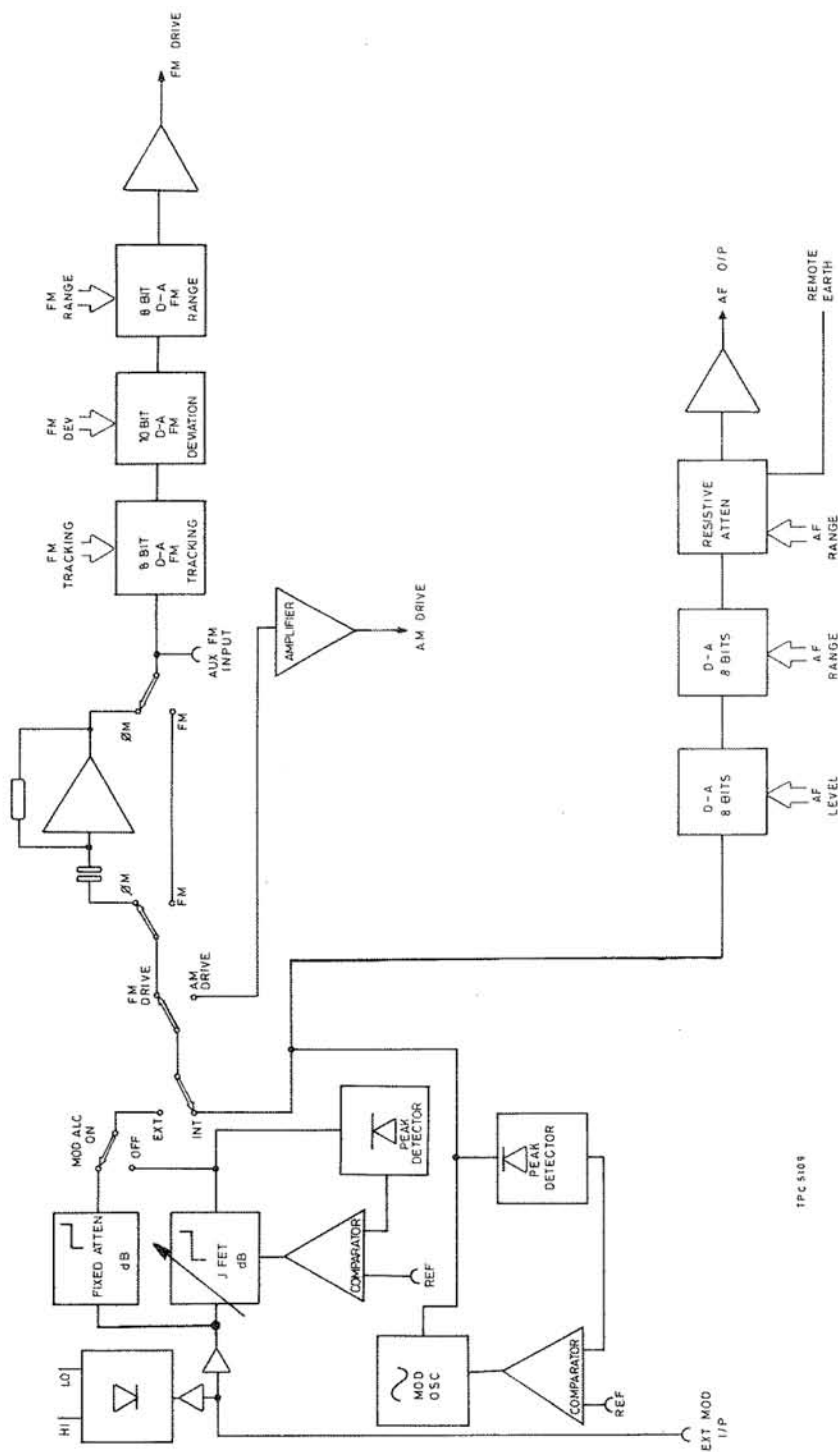 HI
LO
FIXED ATTEN
dB
MOD ALC
ON
OFF
J FET
dB
EXT
INT
COMPARATOR
REF
PEAK
DETECTOR
MOD
OSC
COMPARATOR
REF
PEAK
DETECTOR
EXT MOD
I/P
FM DRIVE
AM DRIVE
ØM
FM
ØM
FM
AUX FM
INPUT
AMPLIFIER
AM DRIVE
FM
TRACKING
8 BIT
D-A
FM
TRACKING
FM
DEV
10 BIT
D-A
FM
DEVIATION
FM
RANGE
8 BIT
D-A
FM
RANGE
FM DRIVE
D-A
8 BITS
AF
LEVEL
D-A
8 BITS
AF
RANGE
RESISTIVE
ATTEN
AF
RANGE
AF O/P
REMOTE
EARTH
TPC 5109